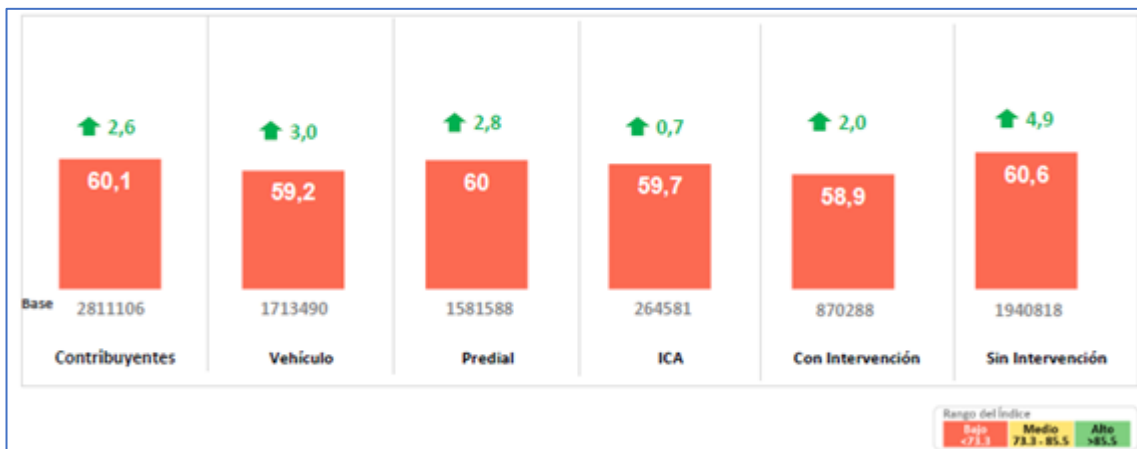 2,6 3,0 2,8 0,7 2,0 4,9
60,1 59,2 60 59,7 58,9 60,6
Base 2811106 1713490 1581588 264581 870288 1940818
Contribuyentes Vehículo Predial ICA Con Intervención Sin Intervención
Rango del Índice
Bajo Medio Alto
<73.3 73.3 - 85.5 >85.5